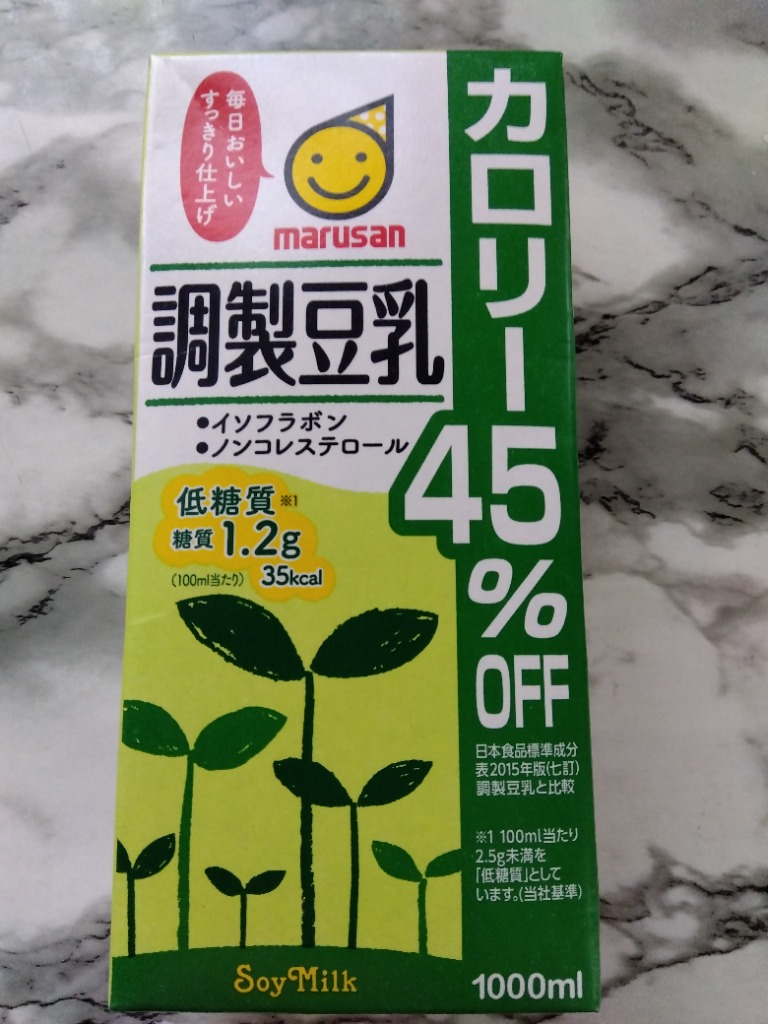 毎日おいしい
すっきり仕上げ
marusan
調製豆乳
●イソフラボン
●ノンコレステロール
低糖質※1
糖質1.2g
(100ml当たり) 35kcal
カロリー
45
%
OFF
日本食品標準成分
表2015年版(七訂)
調製豆乳と比較
※1 100ml当たり
2.5g未満を
「低糖質」として
います。(当社基準)
SoyMilk
1000ml